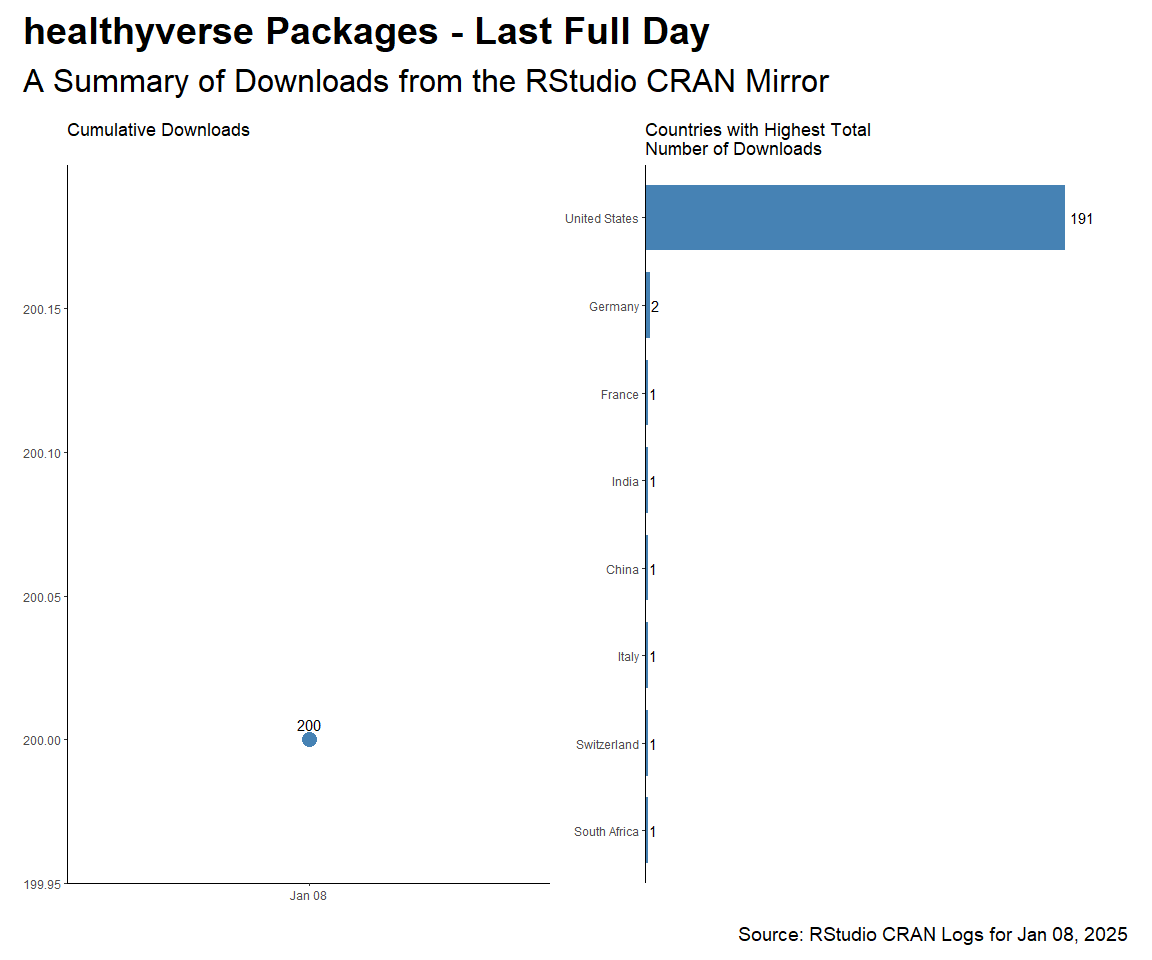 healthyverse Packages - Last Full Day
A Summary of Downloads from the RStudio CRAN Mirror
Cumulative Downloads
200.15
200.10
200.05
200.00
199.95
200
Jan 08
Countries with Highest Total
Number of Downloads
United States 191
Germany 2
France 1
India 1
China 1
Italy 1
Switzerland 1
South Africa 1
Source: RStudio CRAN Logs for Jan 08, 2025